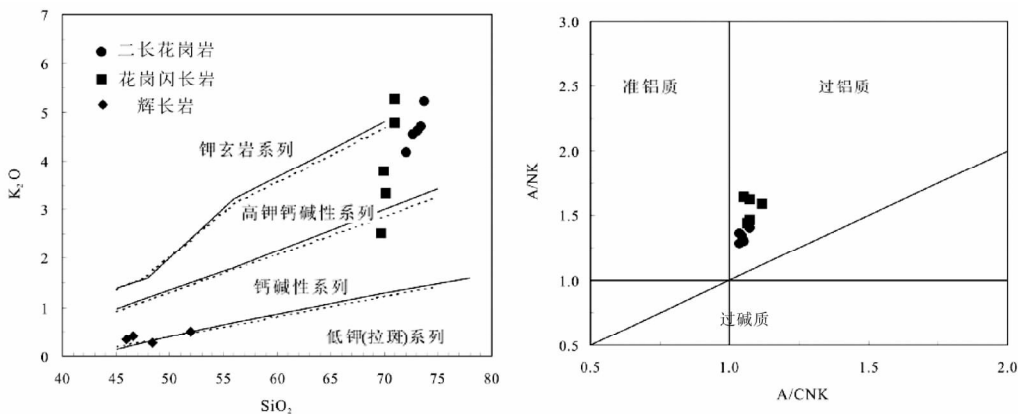 7
6
5
4
3
2
1
0
K₂O
二长花岗岩
花岗闪长岩
辉长岩
钾玄岩系列
高钾钙碱性系列
钙碱性系列
低钾(拉斑)系列
40 45 50 55 60 65 70 75 80
SiO₂
3.0
2.5
2.0
1.5
1.0
0.5
A/NK
准铝质
过铝质
过碱质
0.5 1.0 1.5 2.0
A/CNK